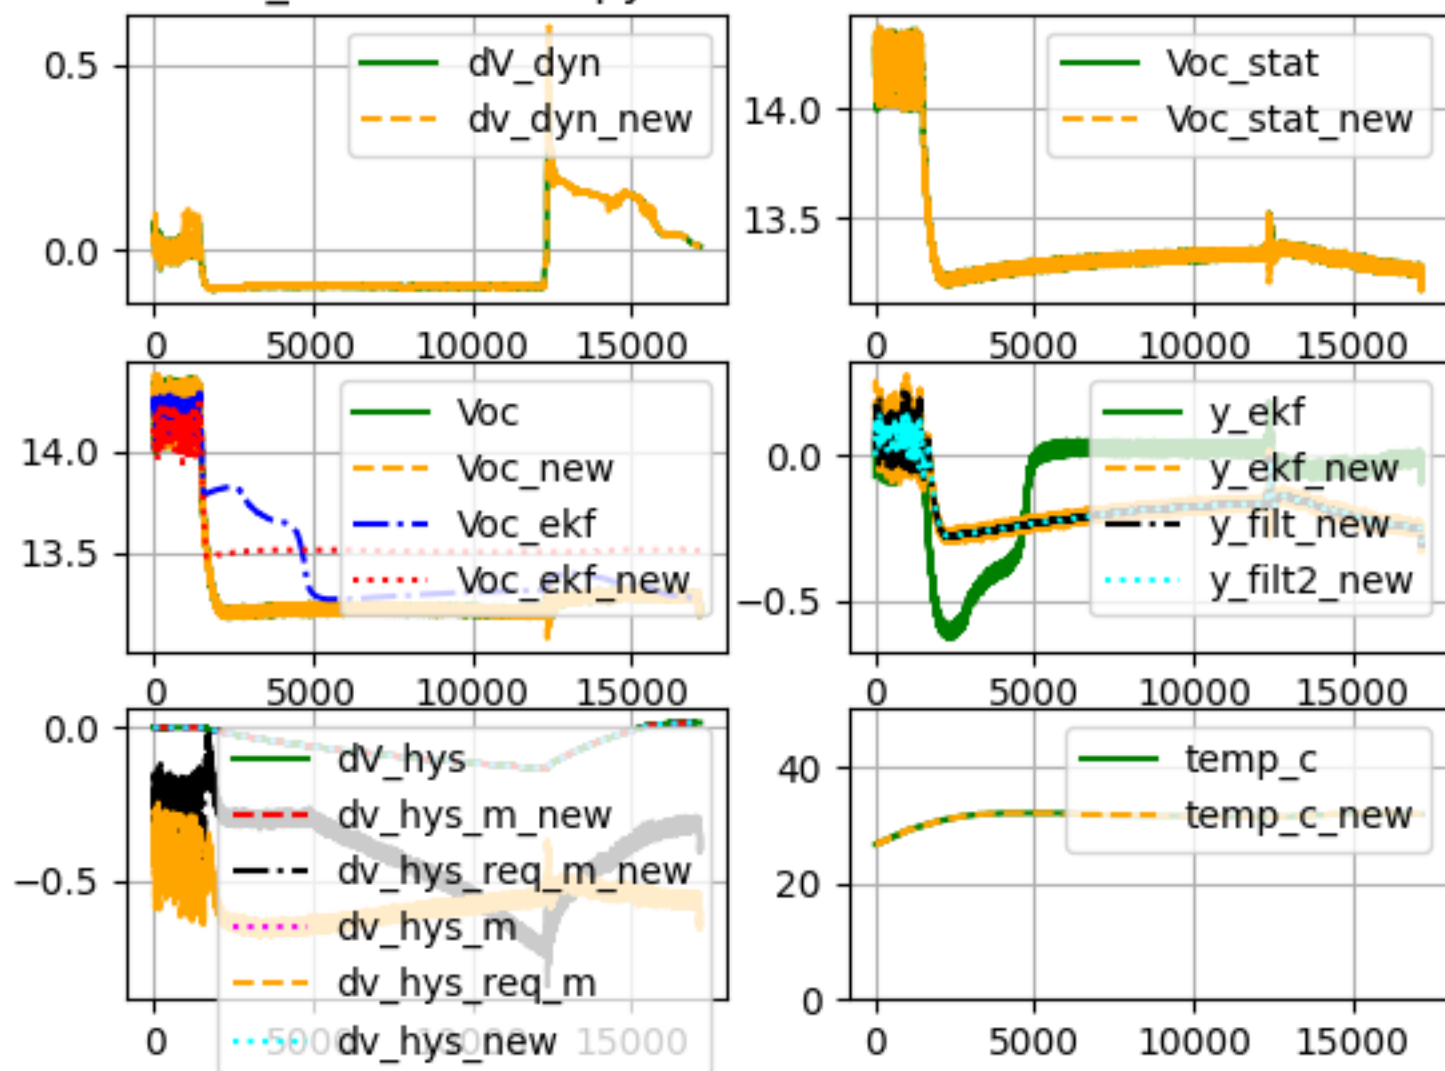 dV_dyn
dv_dyn_new
0.5
0.0
0 5000 10000 15000
Voc_stat
Voc_stat_new
14.0
13.5
0 5000 10000 15000
Voc
Voc_new
Voc_ekf
Voc_ekf_new
14.0
13.5
0 5000 10000 15000
y_ekf
y_ekf_new
y_filt_new
y_filt2_new
0.0
−0.5
0 5000 10000 15000
dV_hys
dv_hys_m_new
dv_hys_req_m_new
dv_hys_m
dv_hys_req_m
dv_hys_new
0.0
−0.5
0 5000 10000 15000
temp_c
temp_c_new
40
20
0
0 5000 10000 15000